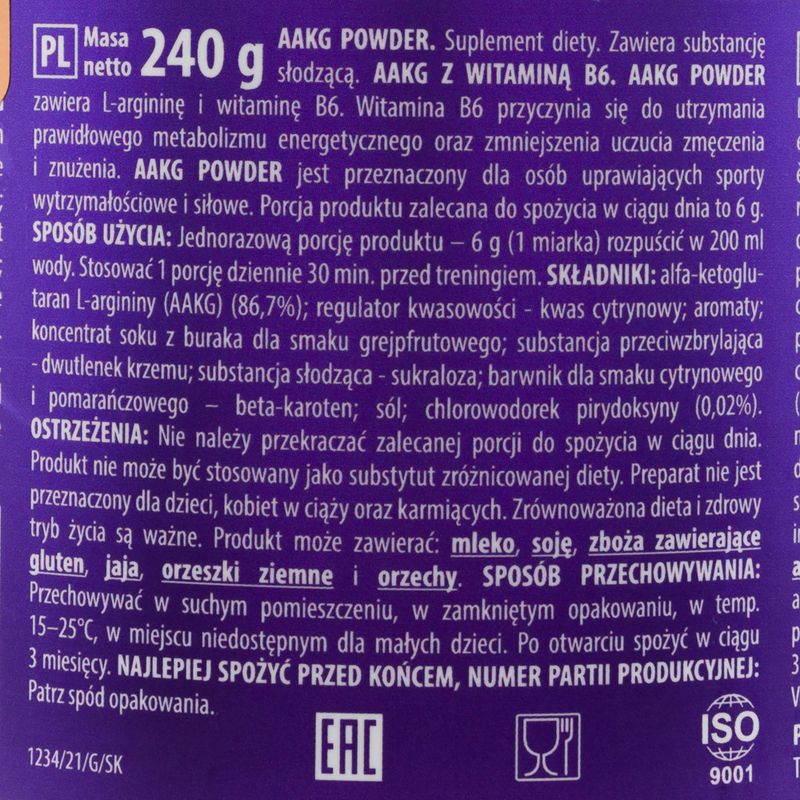 PL Masa netto 240 g AAKG POWDER. Suplement diety. Zawiera substancję
słodzącą. AAKG Z WITAMINĄ B6. AAKG POWDER
zawiera L-argininę i witaminę B6. Witamina B6 przyczynia się do utrzymania
prawidłowego metabolizmu energetycznego oraz zmniejszenia uczucia zmęczenia
i znużenia. AAKG POWDER jest przeznaczony dla osób uprawiających sporty
wytrzymałościowe i siłowe. Porcja produktu zalecana do spożycia w ciągu dnia to 6 g.
SPOSÓB UŻYCIA: Jednorazową porcję produktu – 6 g (1 miarka) rozpuścić w 200 ml
wody. Stosować 1 porcję dziennie 30 min. przed treningiem. SKŁADNIKI: alfa-ketoglu-
taran L-argininy (AAKG) (86,7%); regulator kwasowości - kwas cytrynowy; aromaty;
koncentrat soku z buraka dla smaku grejpfrutowego; substancja przeciwzbrylająca
- dwutlenek krzemu; substancja słodząca - sukraloza; barwnik dla smaku cytrynowego
i pomarańczowego – beta-karoten; sól; chlorowodorek pirydoksyny (0,02%).
OSTRZEŻENIA: Nie należy przekraczać zalecanej porcji do spożycia w ciągu dnia.
Produkt nie może być stosowany jako substytut zróżnicowanej diety. Preparat nie jest
przeznaczony dla dzieci, kobiet w ciąży oraz karmiących. Zrównoważona dieta i zdrowy
tryb życia są ważne. Produkt może zawierać: mleko, soję, zboża zawierające
gluten, jaja, orzeszki ziemne i orzechy. SPOSÓB PRZECHOWYWANIA:
Przechowywać w suchym pomieszczeniu, w zamkniętym opakowaniu, w temp.
15–25°C, w miejscu niedostępnym dla małych dzieci. Po otwarciu spożyć w ciągu
3 miesięcy. NAJLEPIEJ SPOŻYĆ PRZED KOŃCEM, NUMER PARTII PRODUKCYJNEJ:
Patrz spód opakowania.
1234/21/G/SK
EAC
ISO
9001